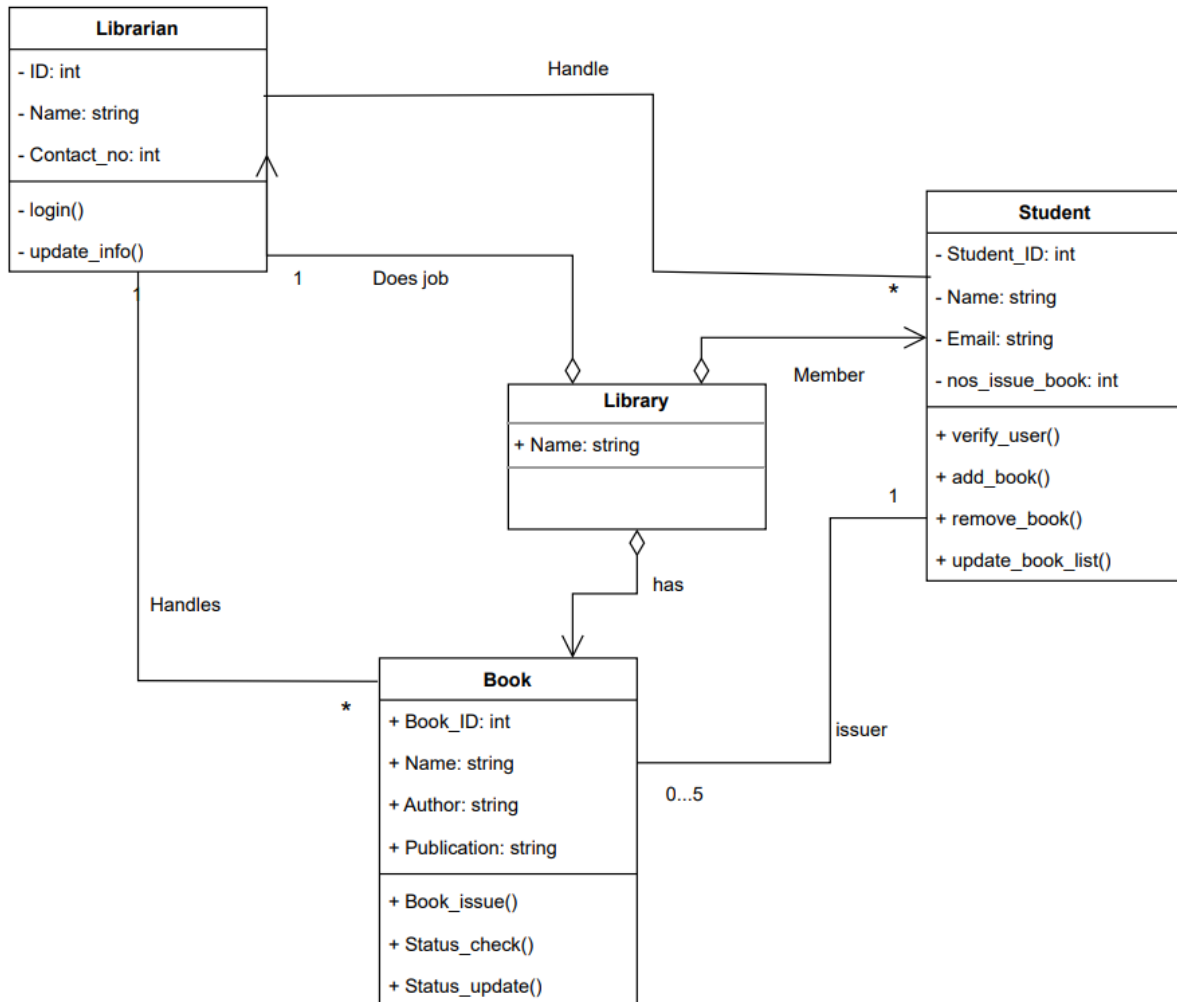 Librarian
- ID: int
- Name: string
- Contact_no: int
- login()
- update_info()
Handle
Student
- Student_ID: int
- Name: string
- Email: string
- nos_issue_book: int
+ verify_user()
+ add_book()
+ remove_book()
+ update_book_list()
*
1
1
Does job
Member
Library
+ Name: string
1
has
Handles
*
Book
+ Book_ID: int
+ Name: string
+ Author: string
+ Publication: string
+ Book_issue()
+ Status_check()
+ Status_update()
issuer
0...5